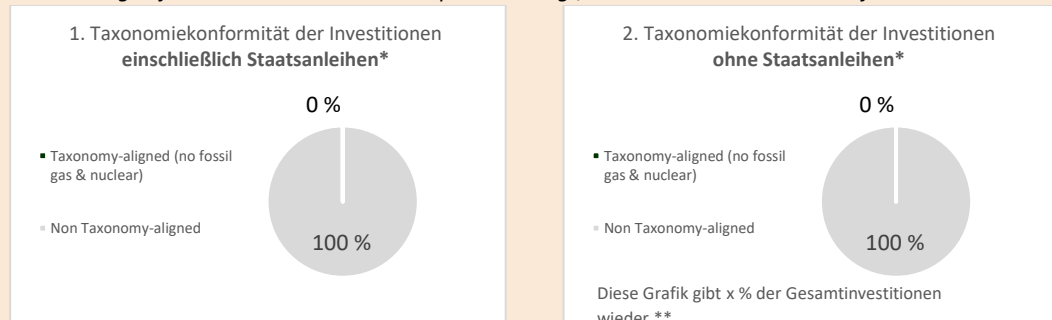 1. Taxonomiekonformität der Investitionen
einschließlich Staatsanleihen*
0 %
Taxonomy-aligned (no fossil
gas & nuclear)
Non Taxonomy-aligned
100 %
2. Taxonomiekonformität der Investitionen
ohne Staatsanleihen*
0 %
Taxonomy-aligned (no fossil
gas & nuclear)
Non Taxonomy-aligned
100 %
Diese Grafik gibt x % der Gesamtinvestitionen
wieder.**